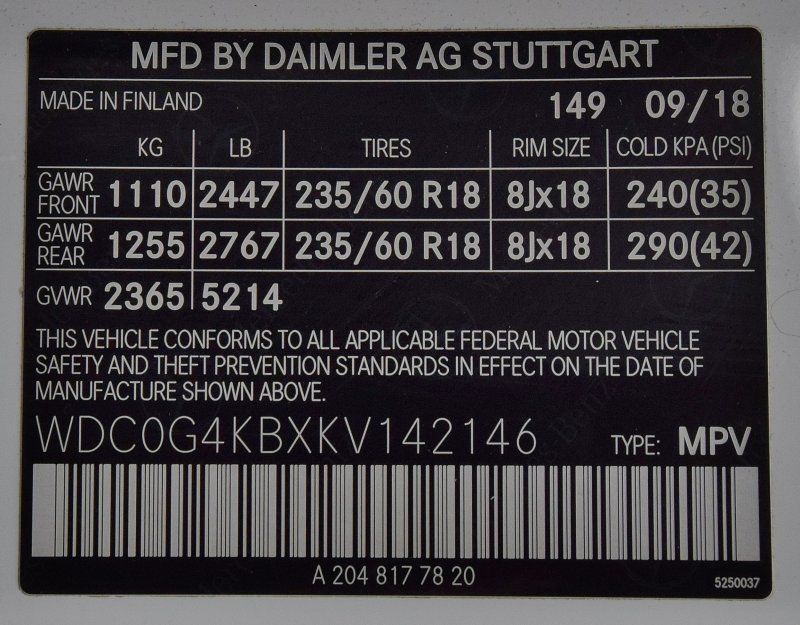 MFD BY DAIMLER AG STUTTGART
MADE IN FINLAND 149 09/18
KG LB TIRES RIM SIZE COLD KPA (PSI)
GAWR FRONT 1110 2447 235/60 R18 8Jx18 240(35)
GAWR REAR 1255 2767 235/60 R18 8Jx18 290(42)
GVWR 2365 5214
THIS VEHICLE CONFORMS TO ALL APPLICABLE FEDERAL MOTOR VEHICLE
SAFETY AND THEFT PREVENTION STANDARDS IN EFFECT ON THE DATE OF
MANUFACTURE SHOWN ABOVE.
WDC0G4KBXKV142146 TYPE: MPV
A 204 817 78 20 5250037